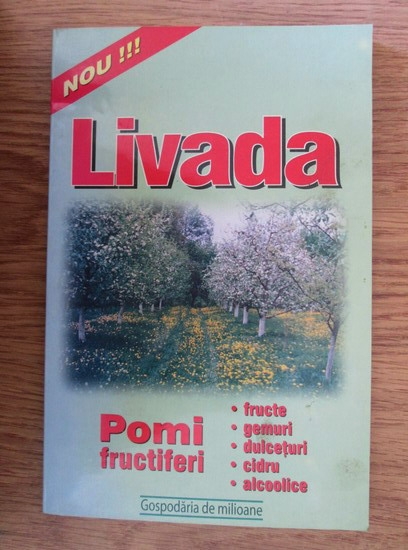 NOU !!!
Livada
Pomi
fructiferi
• fructe
• gemuri
• dulcețuri
• cidru
• alcoolice
Gospodăria de milioane